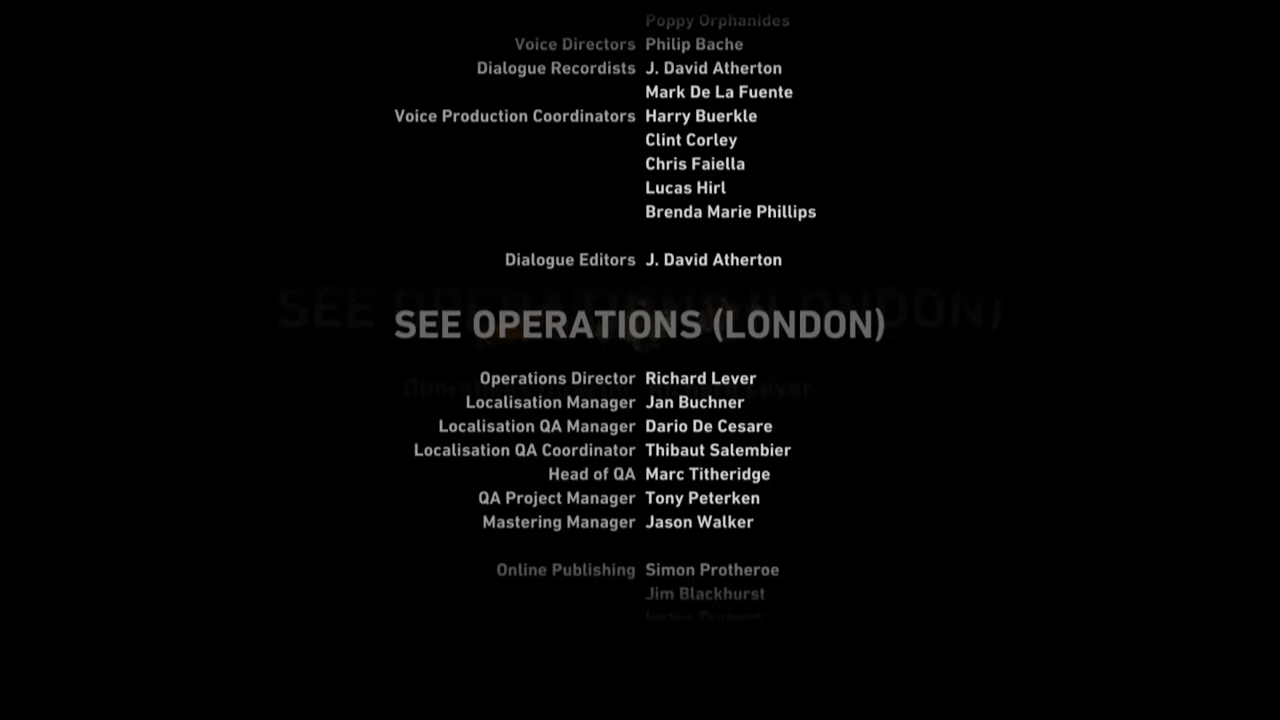 Poppy Orphanides
Voice Directors Philip Bache
Dialogue Recordists J. David Atherton
Mark De La Fuente
Voice Production Coordinators Harry Buerkle
Clint Corley
Chris Faiella
Lucas Hirl
Brenda Marie Phillips
Dialogue Editors J. David Atherton
SEE OPERATIONS (LONDON)
Operations Director Richard Lever
Localisation Manager Jan Buchner
Localisation QA Manager Dario De Cesare
Localisation QA Coordinator Thibaut Salembier
Head of QA Marc Titheridge
QA Project Manager Tony Peterken
Mastering Manager Jason Walker
Online Publishing Simon Protheroe
Jim Blackhurst